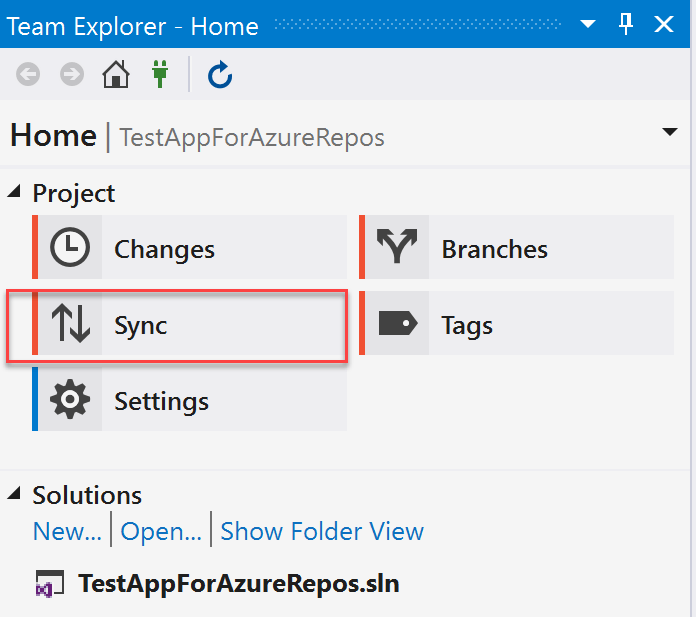 Team Explorer - Home
Home | TestAppForAzureRepos
Project
Changes
Branches
Sync
Tags
Settings
Solutions
New... | Open... | Show Folder View
TestAppForAzureRepos.sln